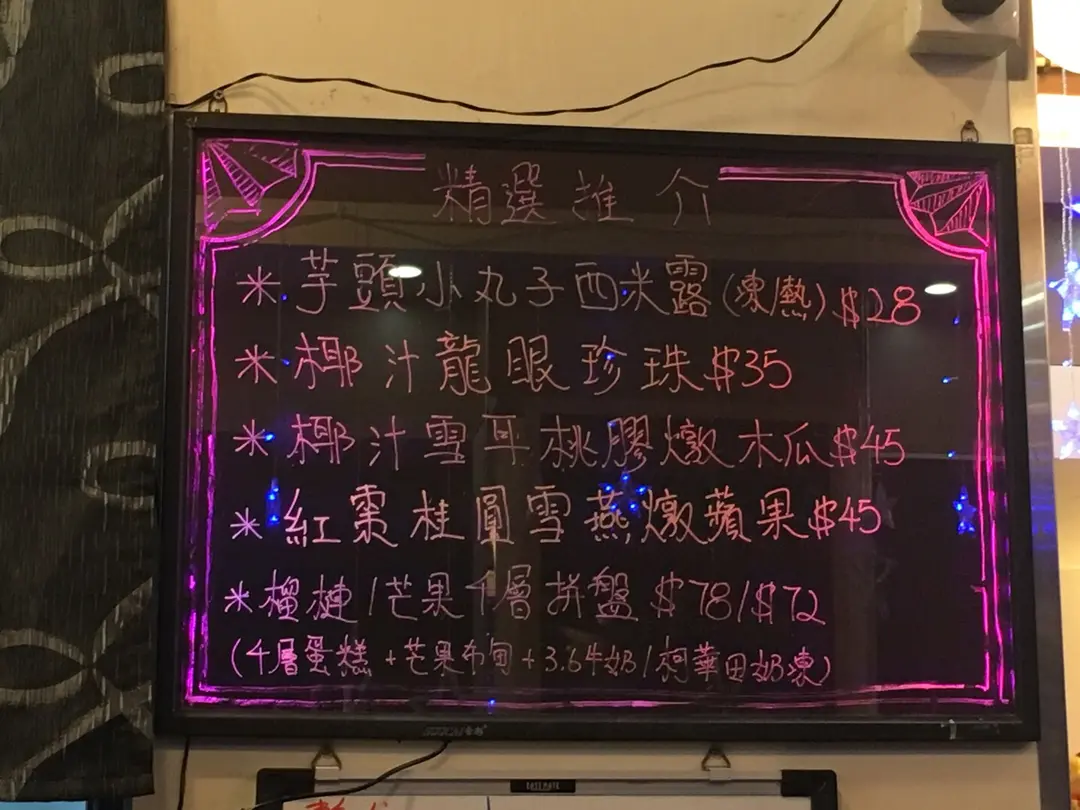 精選推介
* 芋頭小丸子西米露(凍/熱) $28
* 椰汁龍眼珍珠 $35
* 椰汁雪耳桃膠燉木瓜 $45
* 紅棗桂圓雪燕燉蘋果 $45
* 榴槤/芒果4層拼盤 $78/$72
(4層蛋糕+芒果布甸+3.6牛奶/阿華田奶凍)